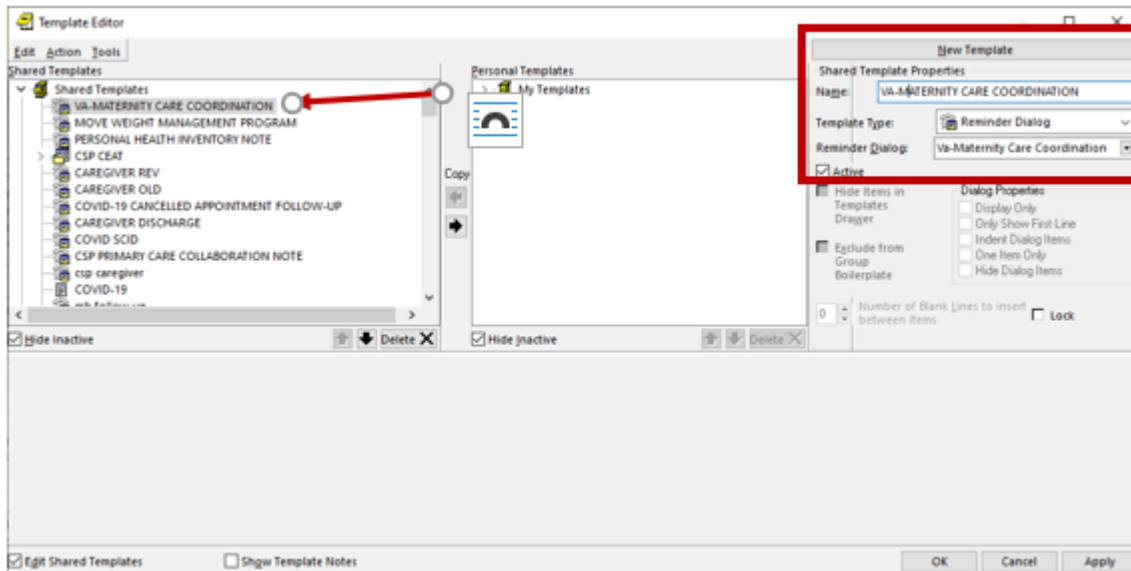 Template Editor
Edit Action Tools
New Template
Shared Templates
Personal Templates
Shared Template Properties
Shared Templates
My Templates
Name: VA-MATERNITY CARE COORDINATION
VA-MATERNITY CARE COORDINATION
MOVE WEIGHT MANAGEMENT PROGRAM
Template Type: Reminder Dialog
PERSONAL HEALTH INVENTORY NOTE
Reminder Dialog: Va-Maternity Care Coordination
CSP CEAT
CAREGIVER REV
Copy
Active
CAREGIVER OLD
Hide Items in
Templates
Drawer
Dialog Properties
Display Only
Only Show First Line
Indent Dialog Items
One Item Only
Hide Dialog Items
COVID-19 CANCELLED APPOINTMENT FOLLOW-UP
CAREGIVER DISCHARGE
COVID SCID
Exclude from
Group
Boilerplate
CSP PRIMARY CARE COLLABORATION NOTE
csp caregiver
COVID-19
mh follow-up
0 Number of Blank Lines to insert
between items
Lock
Hide Inactive
Delete
Hide Inactive
Delete
Edit Shared Templates
Show Template Notes
OK
Cancel
Apply